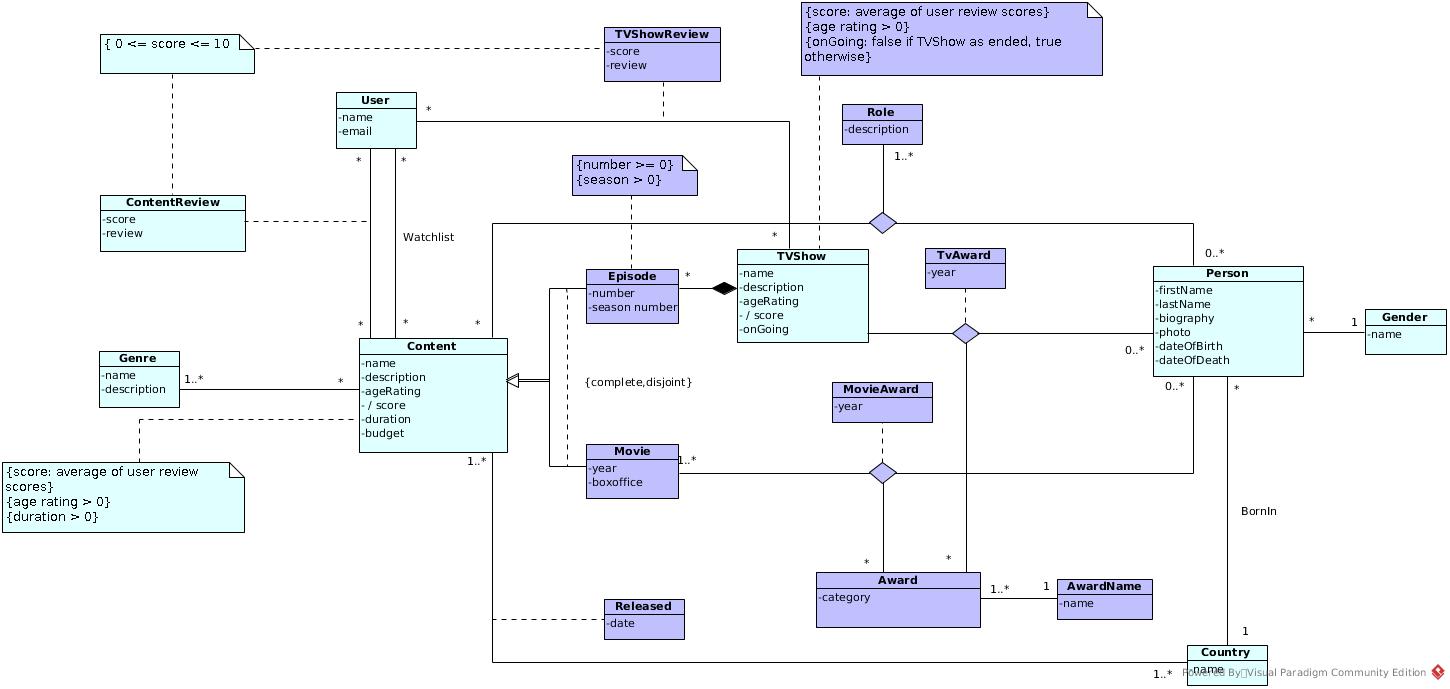 {score: average of user review scores}
{age rating > 0}
{onGoing: false if TVShow as ended, true
otherwise}
{ 0 <= score <= 10
TVShowReview
-score
-review
User
-name
-email
*
Role
-description
1..*
{number >= 0}
{season > 0}
*
*
ContentReview
-score
-review
Watchlist
*
TVShow
-name
-description
-ageRating
- / score
-onGoing
TvAward
-year
0..*
Person
-firstName
-lastName
-biography
-photo
-dateOfBirth
-dateOfDeath
Episode
-number
-season number
*
*
*
*
0..*
*
1
Gender
-name
Genre
-name
-description
1..*
*
Content
-name
-description
-ageRating
- / score
-duration
-budget
{complete,disjoint}
MovieAward
-year
0..*
*
1..*
Movie
-year
-boxoffice
1..*
{score: average of user review
scores}
{age rating > 0}
{duration > 0}
BornIn
*
*
Award
-category
1..*
1
AwardName
-name
Released
-date
1
Country
-name
1..*
Powered By Visual Paradigm Community Edition